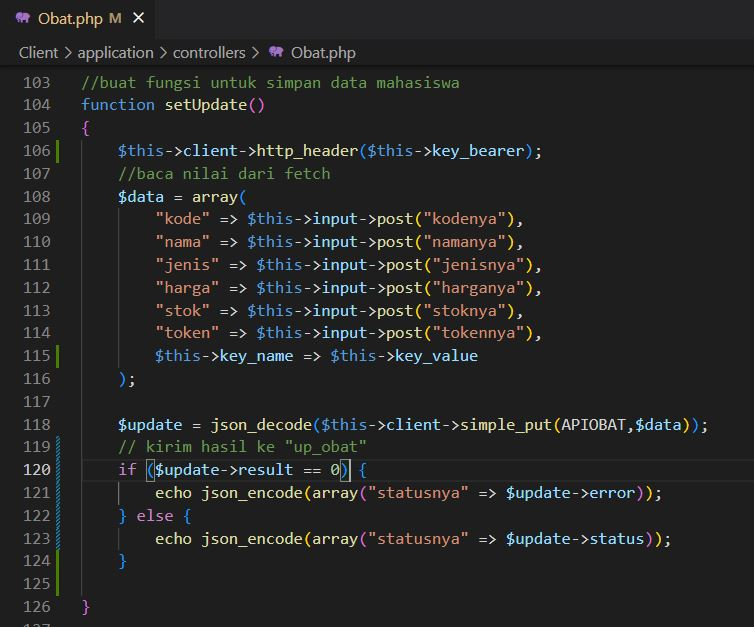 Obat.php M ×
Client > application > controllers > Obat.php
103 //buat fungsi untuk simpan data mahasiswa
104 function setUpdate()
105 {
106 $this->client->http_header($this->key_bearer);
107 //baca nilai dari fetch
108 $data = array(
109 "kode" => $this->input->post("kodenya"),
110 "nama" => $this->input->post("namanya"),
111 "jenis" => $this->input->post("jenisnya"),
112 "harga" => $this->input->post("harganya"),
113 "stok" => $this->input->post("stoknya"),
114 "token" => $this->input->post("tokennya"),
115 $this->key_name => $this->key_value
116 );
117
118 $update = json_decode($this->client->simple_put(APIOBAT,$data));
119 // kirim hasil ke "up_obat"
120 if ($update->result == 0) {
121 echo json_encode(array("statusnya" => $update->error));
122 } else {
123 echo json_encode(array("statusnya" => $update->status));
124 }
125
126 }
127